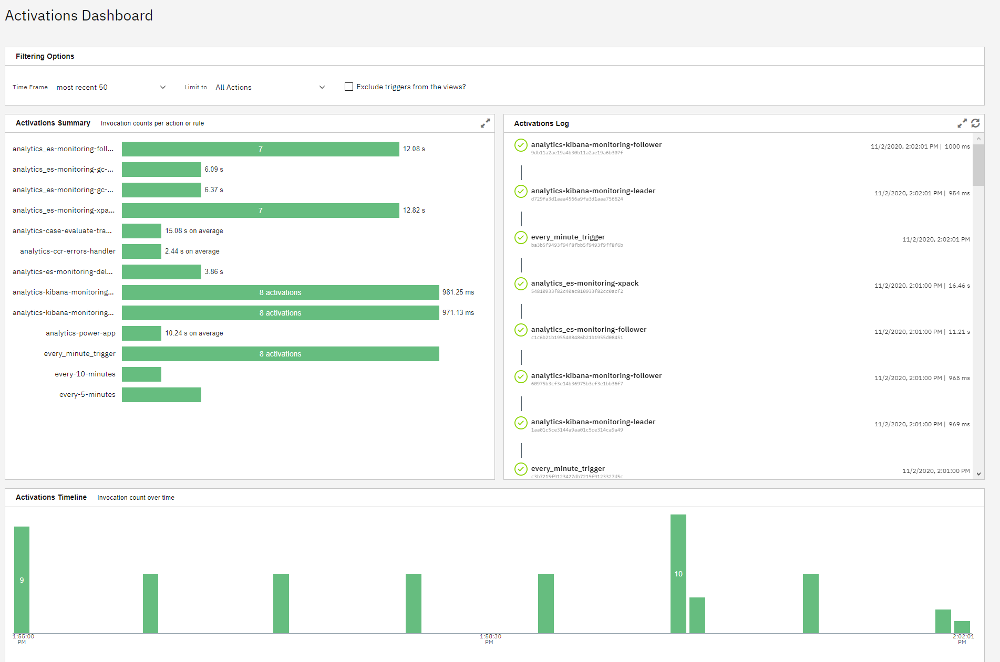 Activations Dashboard
Filtering Options
Time Frame most recent 50 Limit to All Actions Exclude triggers from the views?
Activations Summary Invocation counts per action or rule
analytics_es-monitoring-foll... 7 12.08 s
analytics_es-monitoring-gc-... 6.09 s
analytics_es-monitoring-gc-... 6.37 s
analytics_es-monitoring-xpa... 7 12.82 s
analytics-case-evaluate-tra... 15.08 s on average
analytics-ccr-errors-handler 2.44 s on average
analytics-es-monitoring-del... 3.86 s
analytics-kibana-monitoring... 8 activations 981.25 ms
analytics-kibana-monitoring... 8 activations 971.13 ms
analytics-power-app 10.24 s on average
every_minute_trigger 8 activations
every-10-minutes
every-5-minutes
Activations Log
analytics-kibana-monitoring-follower 11/2/2020, 2:02:01 PM | 1000 ms
9db11a2ae19a4b30b11a2ae19a6b307f
analytics-kibana-monitoring-leader 11/2/2020, 2:02:01 PM | 954 ms
d729fa3d1aaa4566a9fa3d1aaa756624
every_minute_trigger 11/2/2020, 2:02:01 PM
ba3b5f9493f94f8fbb5f9493f9ff8f6b
analytics_es-monitoring-xpack 11/2/2020, 2:01:00 PM | 16.46 s
54810933f82c40ac810933f82cc0acf2
analytics_es-monitoring-follower 11/2/2020, 2:01:00 PM | 11.21 s
c1c6b21b1955408486b21b1955d08451
analytics-kibana-monitoring-follower 11/2/2020, 2:01:00 PM | 965 ms
60975b3cf3e14b36975b3cf3e1bb36f7
analytics-kibana-monitoring-leader 11/2/2020, 2:01:00 PM | 969 ms
1aa01c5ce3144a9aa01c5ce314ca9a49
every_minute_trigger 11/2/2020, 2:01:00 PM
c3b7215f9123427db7215f9123327d5c
Activations Timeline Invocation count over time
9
10
1:55:00 PM
1:58:30 PM
2:02:01 PM